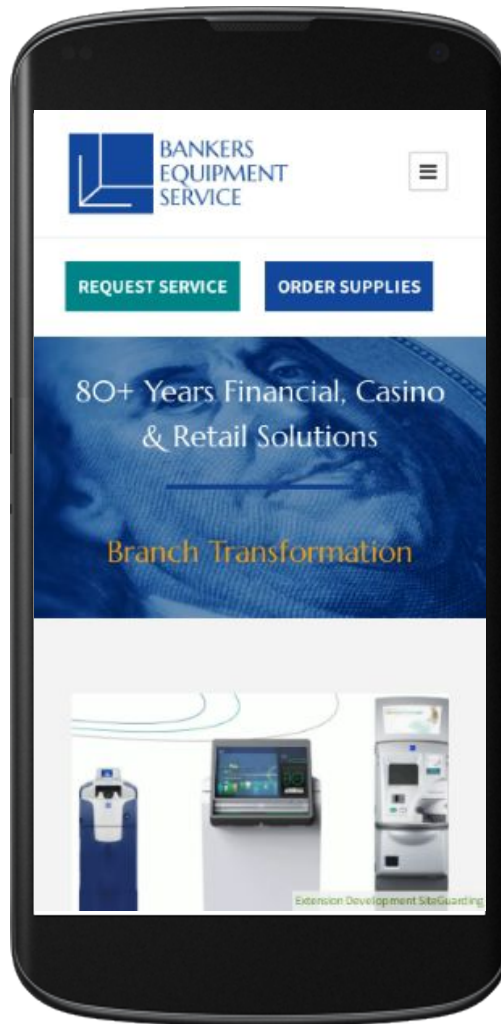 BANKERS
EQUIPMENT
SERVICE
REQUEST SERVICE
ORDER SUPPLIES
80+ Years Financial, Casino
& Retail Solutions
Branch Transformation
Extension Development SiteGuarding